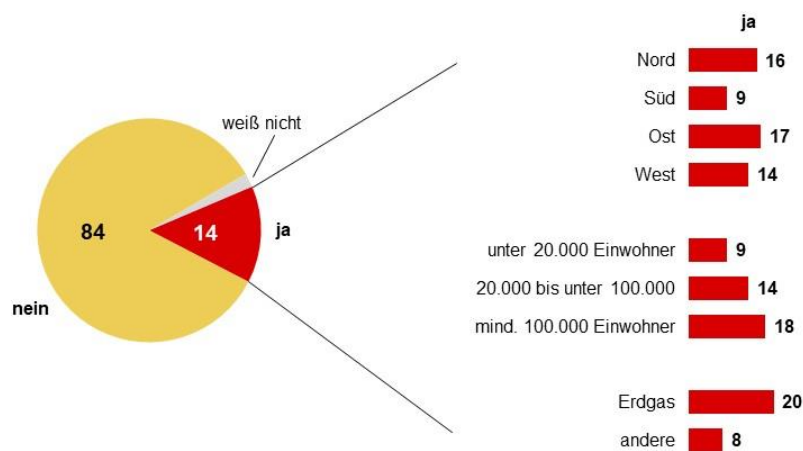 weiß nicht
84
14
ja
nein
ja
Nord 16
Süd 9
Ost 17
West 14
unter 20.000 Einwohner 9
20.000 bis unter 100.000 14
mind. 100.000 Einwohner 18
Erdgas 20
andere 8